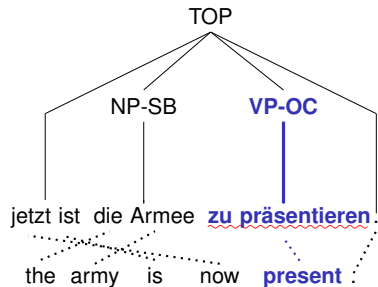 TOP
NP-SB VP-OC
jetzt ist die Armee zu präsentieren .
the army is now present .